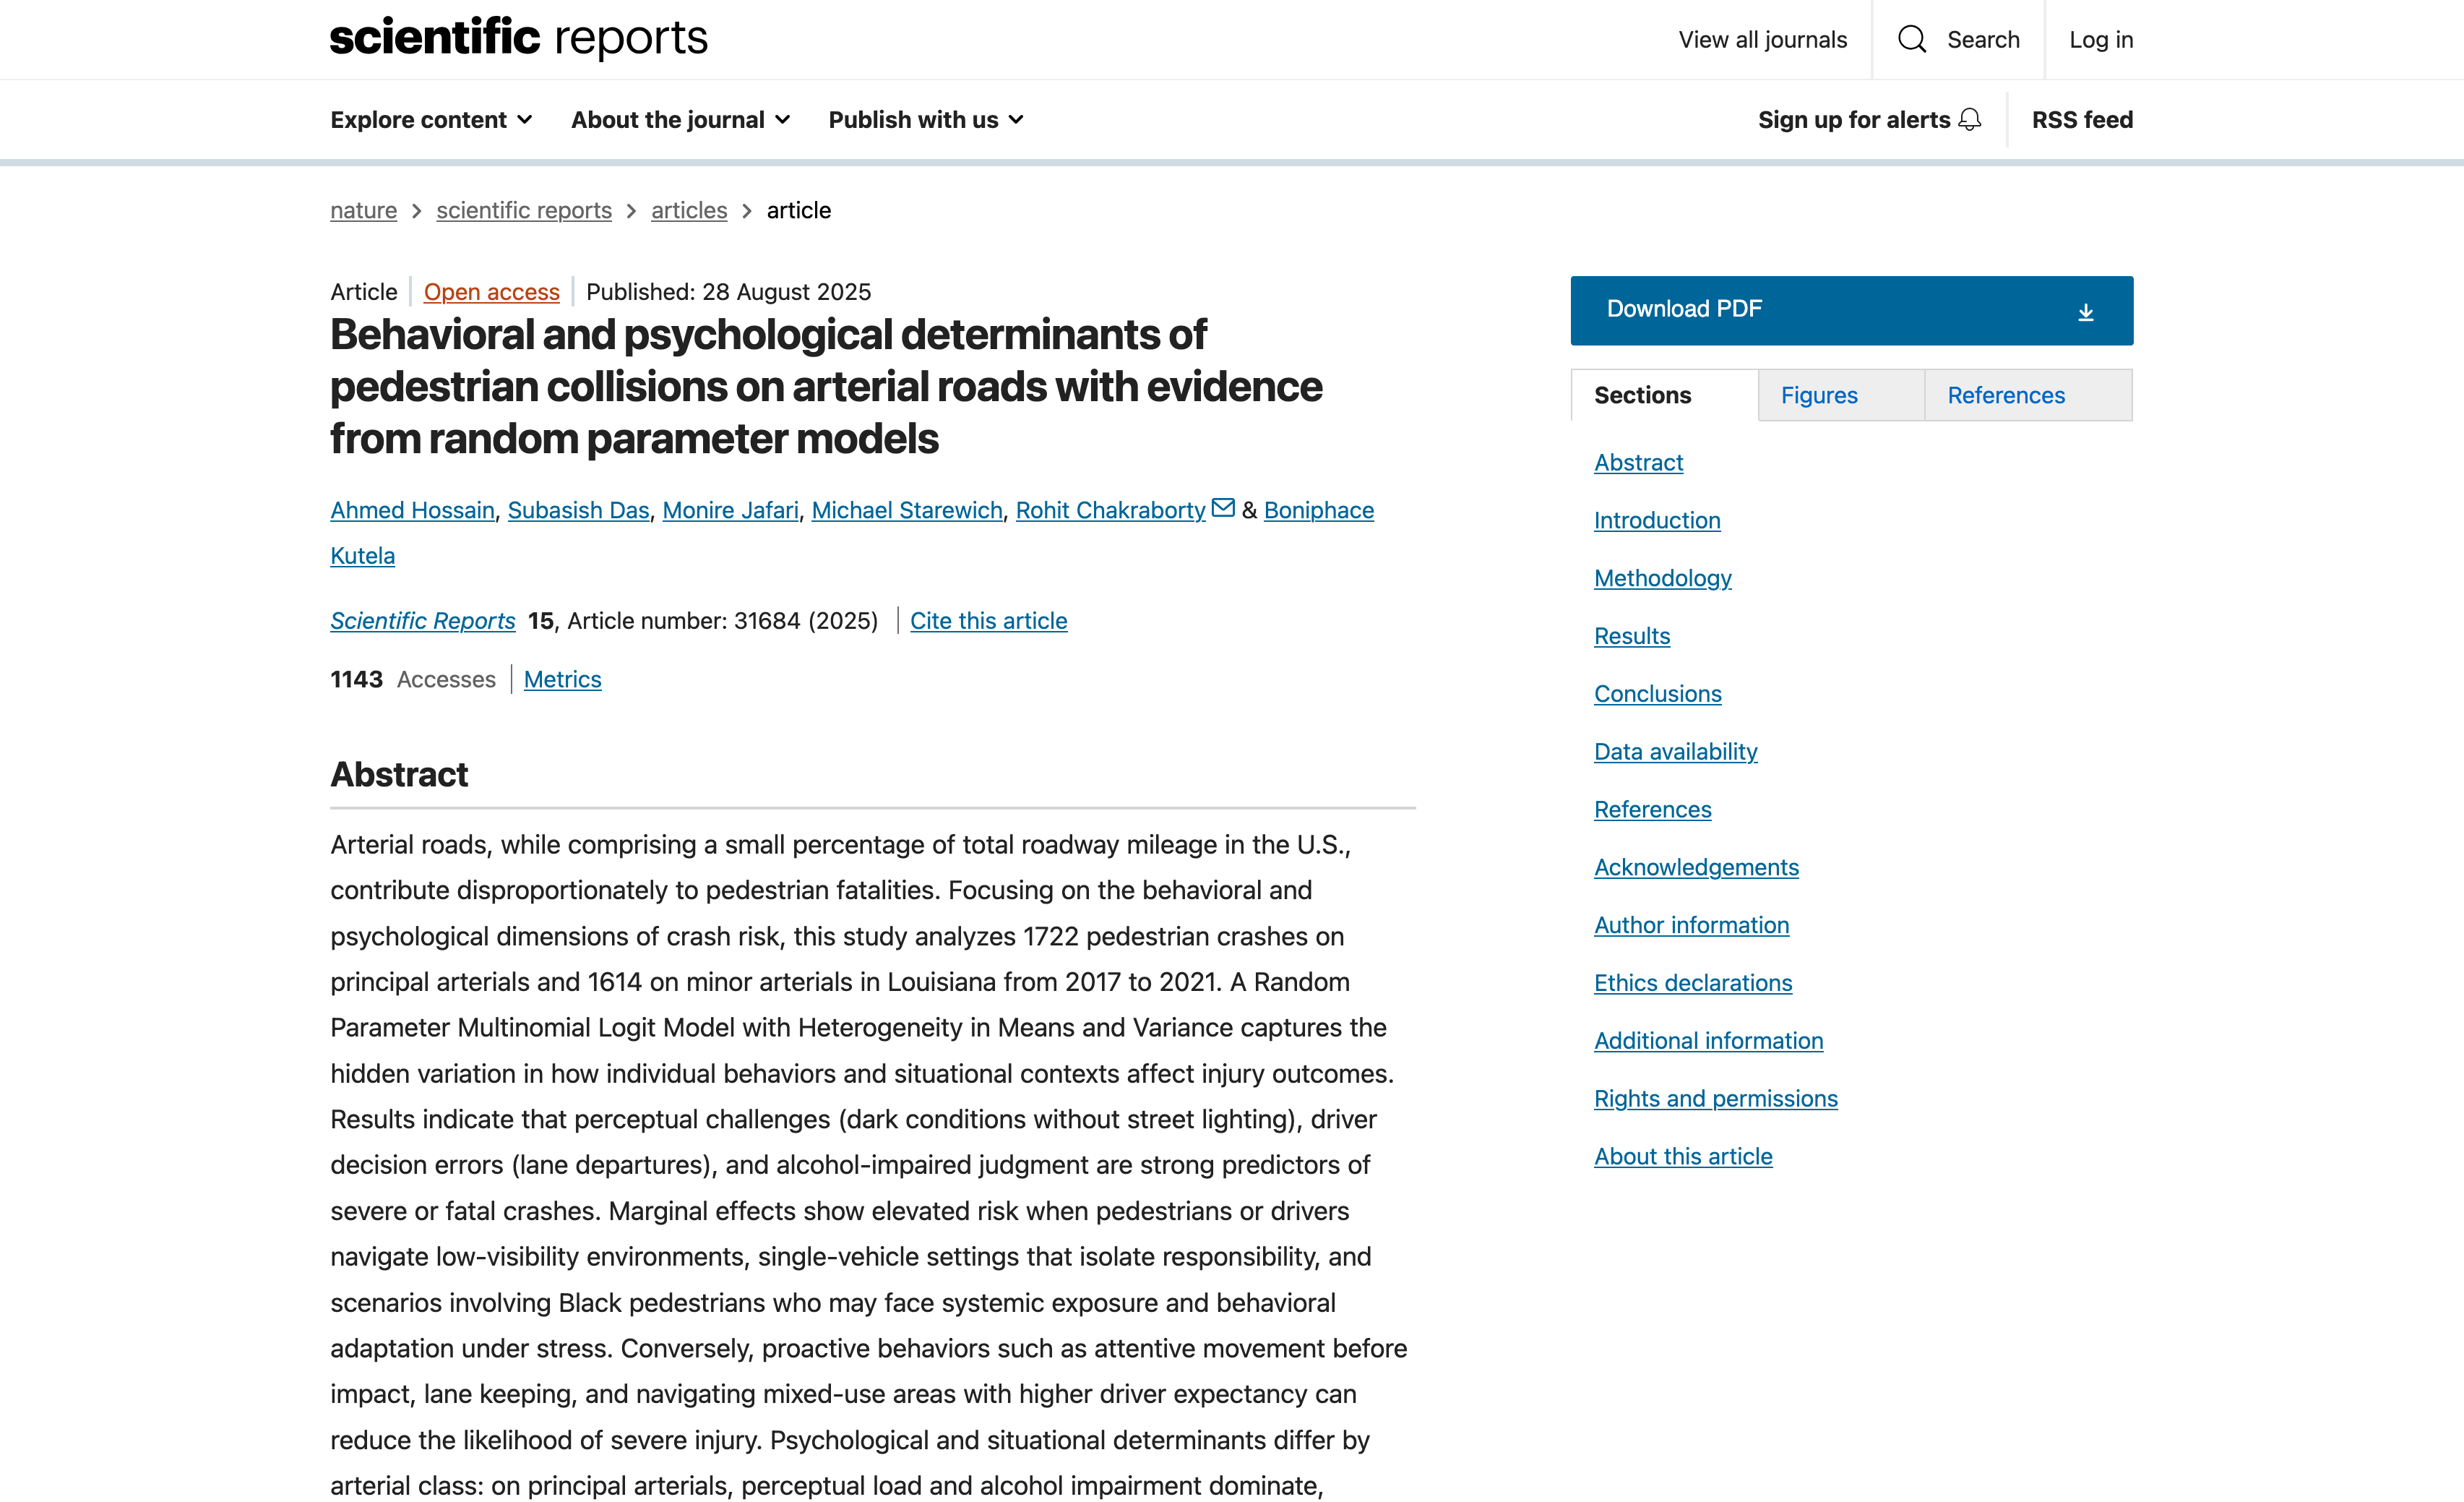 scientific reports
View all journals
Search
Log in
Explore content
About the journal
Publish with us
Sign up for alerts
RSS feed
nature > scientific reports > articles > article
Article | Open access | Published: 28 August 2025
Behavioral and psychological determinants of
pedestrian collisions on arterial roads with evidence
from random parameter models
Ahmed Hossain, Subasish Das, Monire Jafari, Michael Starewich, Rohit Chakraborty & Boniphace
Kutela
Scientific Reports 15, Article number: 31684 (2025) | Cite this article
1143 Accesses | Metrics
Abstract
Arterial roads, while comprising a small percentage of total roadway mileage in the U.S.,
contribute disproportionately to pedestrian fatalities. Focusing on the behavioral and
psychological dimensions of crash risk, this study analyzes 1722 pedestrian crashes on
principal arterials and 1614 on minor arterials in Louisiana from 2017 to 2021. A Random
Parameter Multinomial Logit Model with Heterogeneity in Means and Variance captures the
hidden variation in how individual behaviors and situational contexts affect injury outcomes.
Results indicate that perceptual challenges (dark conditions without street lighting), driver
decision errors (lane departures), and alcohol-impaired judgment are strong predictors of
severe or fatal crashes. Marginal effects show elevated risk when pedestrians or drivers
navigate low-visibility environments, single-vehicle settings that isolate responsibility, and
scenarios involving Black pedestrians who may face systemic exposure and behavioral
adaptation under stress. Conversely, proactive behaviors such as attentive movement before
impact, lane keeping, and navigating mixed-use areas with higher driver expectancy can
reduce the likelihood of severe injury. Psychological and situational determinants differ by
arterial class: on principal arterials, perceptual load and alcohol impairment dominate,
Download PDF
Sections
Figures
References
Abstract
Introduction
Methodology
Results
Conclusions
Data availability
References
Acknowledgements
Author information
Ethics declarations
Additional information
Rights and permissions
About this article